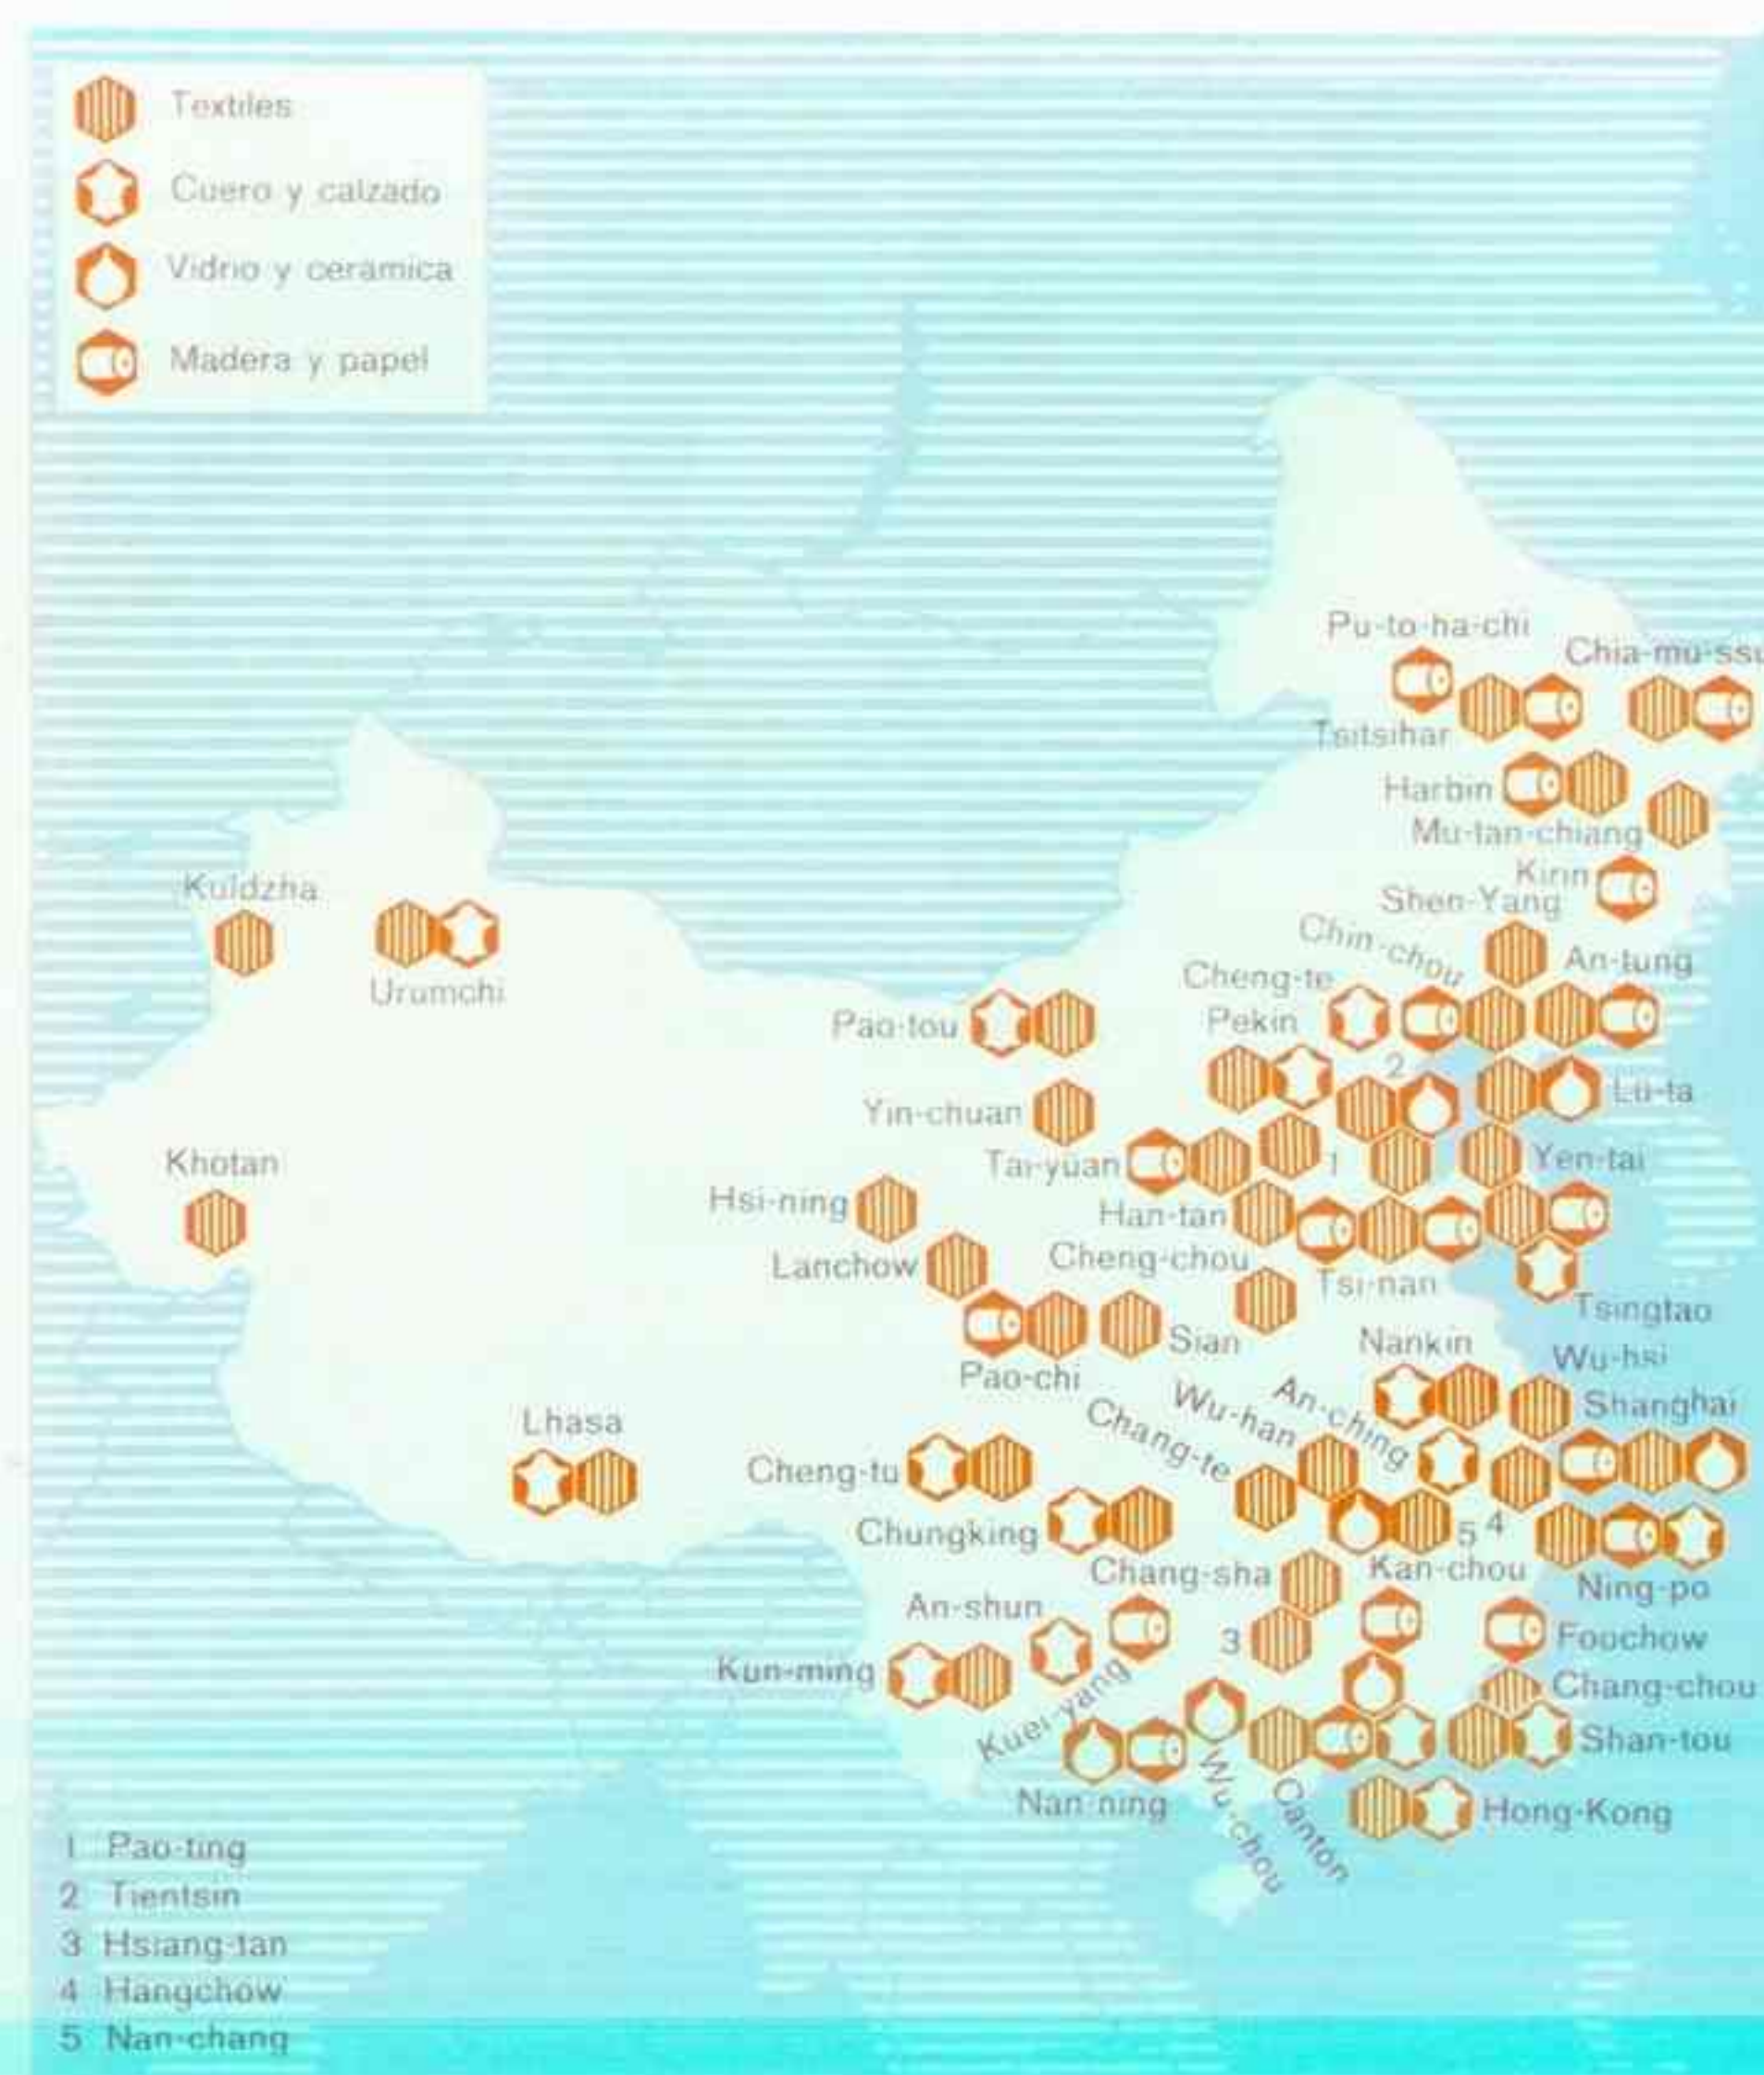 Textiles
Cuero y calzado
Vidrio y cerámica
Madera y papel
Pu-to-ha-chi
Chia-mu-ssu
Tsitsihar
Harbin
Mu-tan-chiang
Kirin
Shen-Yang
Chin-chou
An-tung
Cheng-te
Pekin
2
Lü-ta
Kuldzha
Urumchi
Pao-tou
Yin-chuan
Tai-yüan
1
Yen-tai
Khotan
Hsi-ning
Han-tan
Lanchow
Cheng-chou
Tsi-nan
Tsingtao
Sian
Pao-chi
Nankin
Wu-hsi
Shanghai
Wu-han
An-ching
Chang-te
Lhasa
Cheng-tu
Chungking
5
4
Kan-chou
Ning-po
Chang-sha
An-shun
3
Foochow
Kun-ming
Kuei-yang
Chang-chou
Shan-tou
Nan-ning
Wu-chou
Canton
Hong-Kong
1 Pao-ting
2 Tientsin
3 Hsiang-tan
4 Hangchow
5 Nan-chang